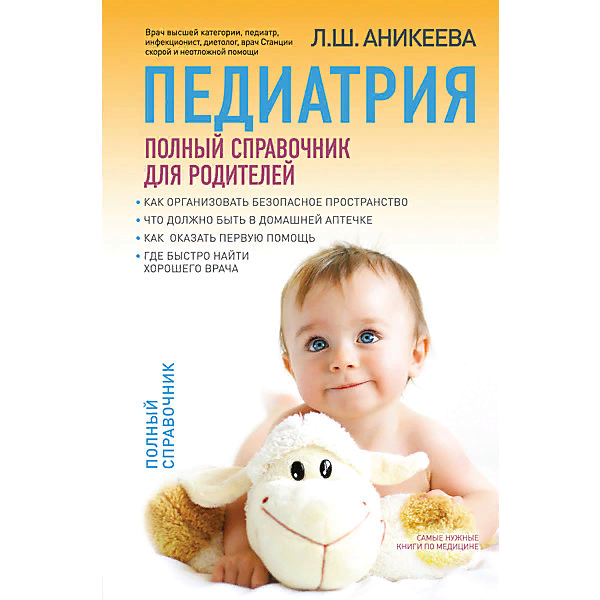 Врач высшей категории, педиатр,
инфекционист, диетолог, врач Станции
скорой и неотложной помощи
Л.Ш. АНИКЕЕВА
ПЕДИАТРИЯ
ПОЛНЫЙ СПРАВОЧНИК
ДЛЯ РОДИТЕЛЕЙ
• КАК ОРГАНИЗОВАТЬ БЕЗОПАСНОЕ ПРОСТРАНСТВО
• ЧТО ДОЛЖНО БЫТЬ В ДОМАШНЕЙ АПТЕЧКЕ
• КАК ОКАЗАТЬ ПЕРВУЮ ПОМОЩЬ
• ГДЕ БЫСТРО НАЙТИ
ХОРОШЕГО ВРАЧА
ПОЛНЫЙ
СПРАВОЧНИК
САМЫЕ НУЖНЫЕ
КНИГИ ПО МЕДИЦИНЕ